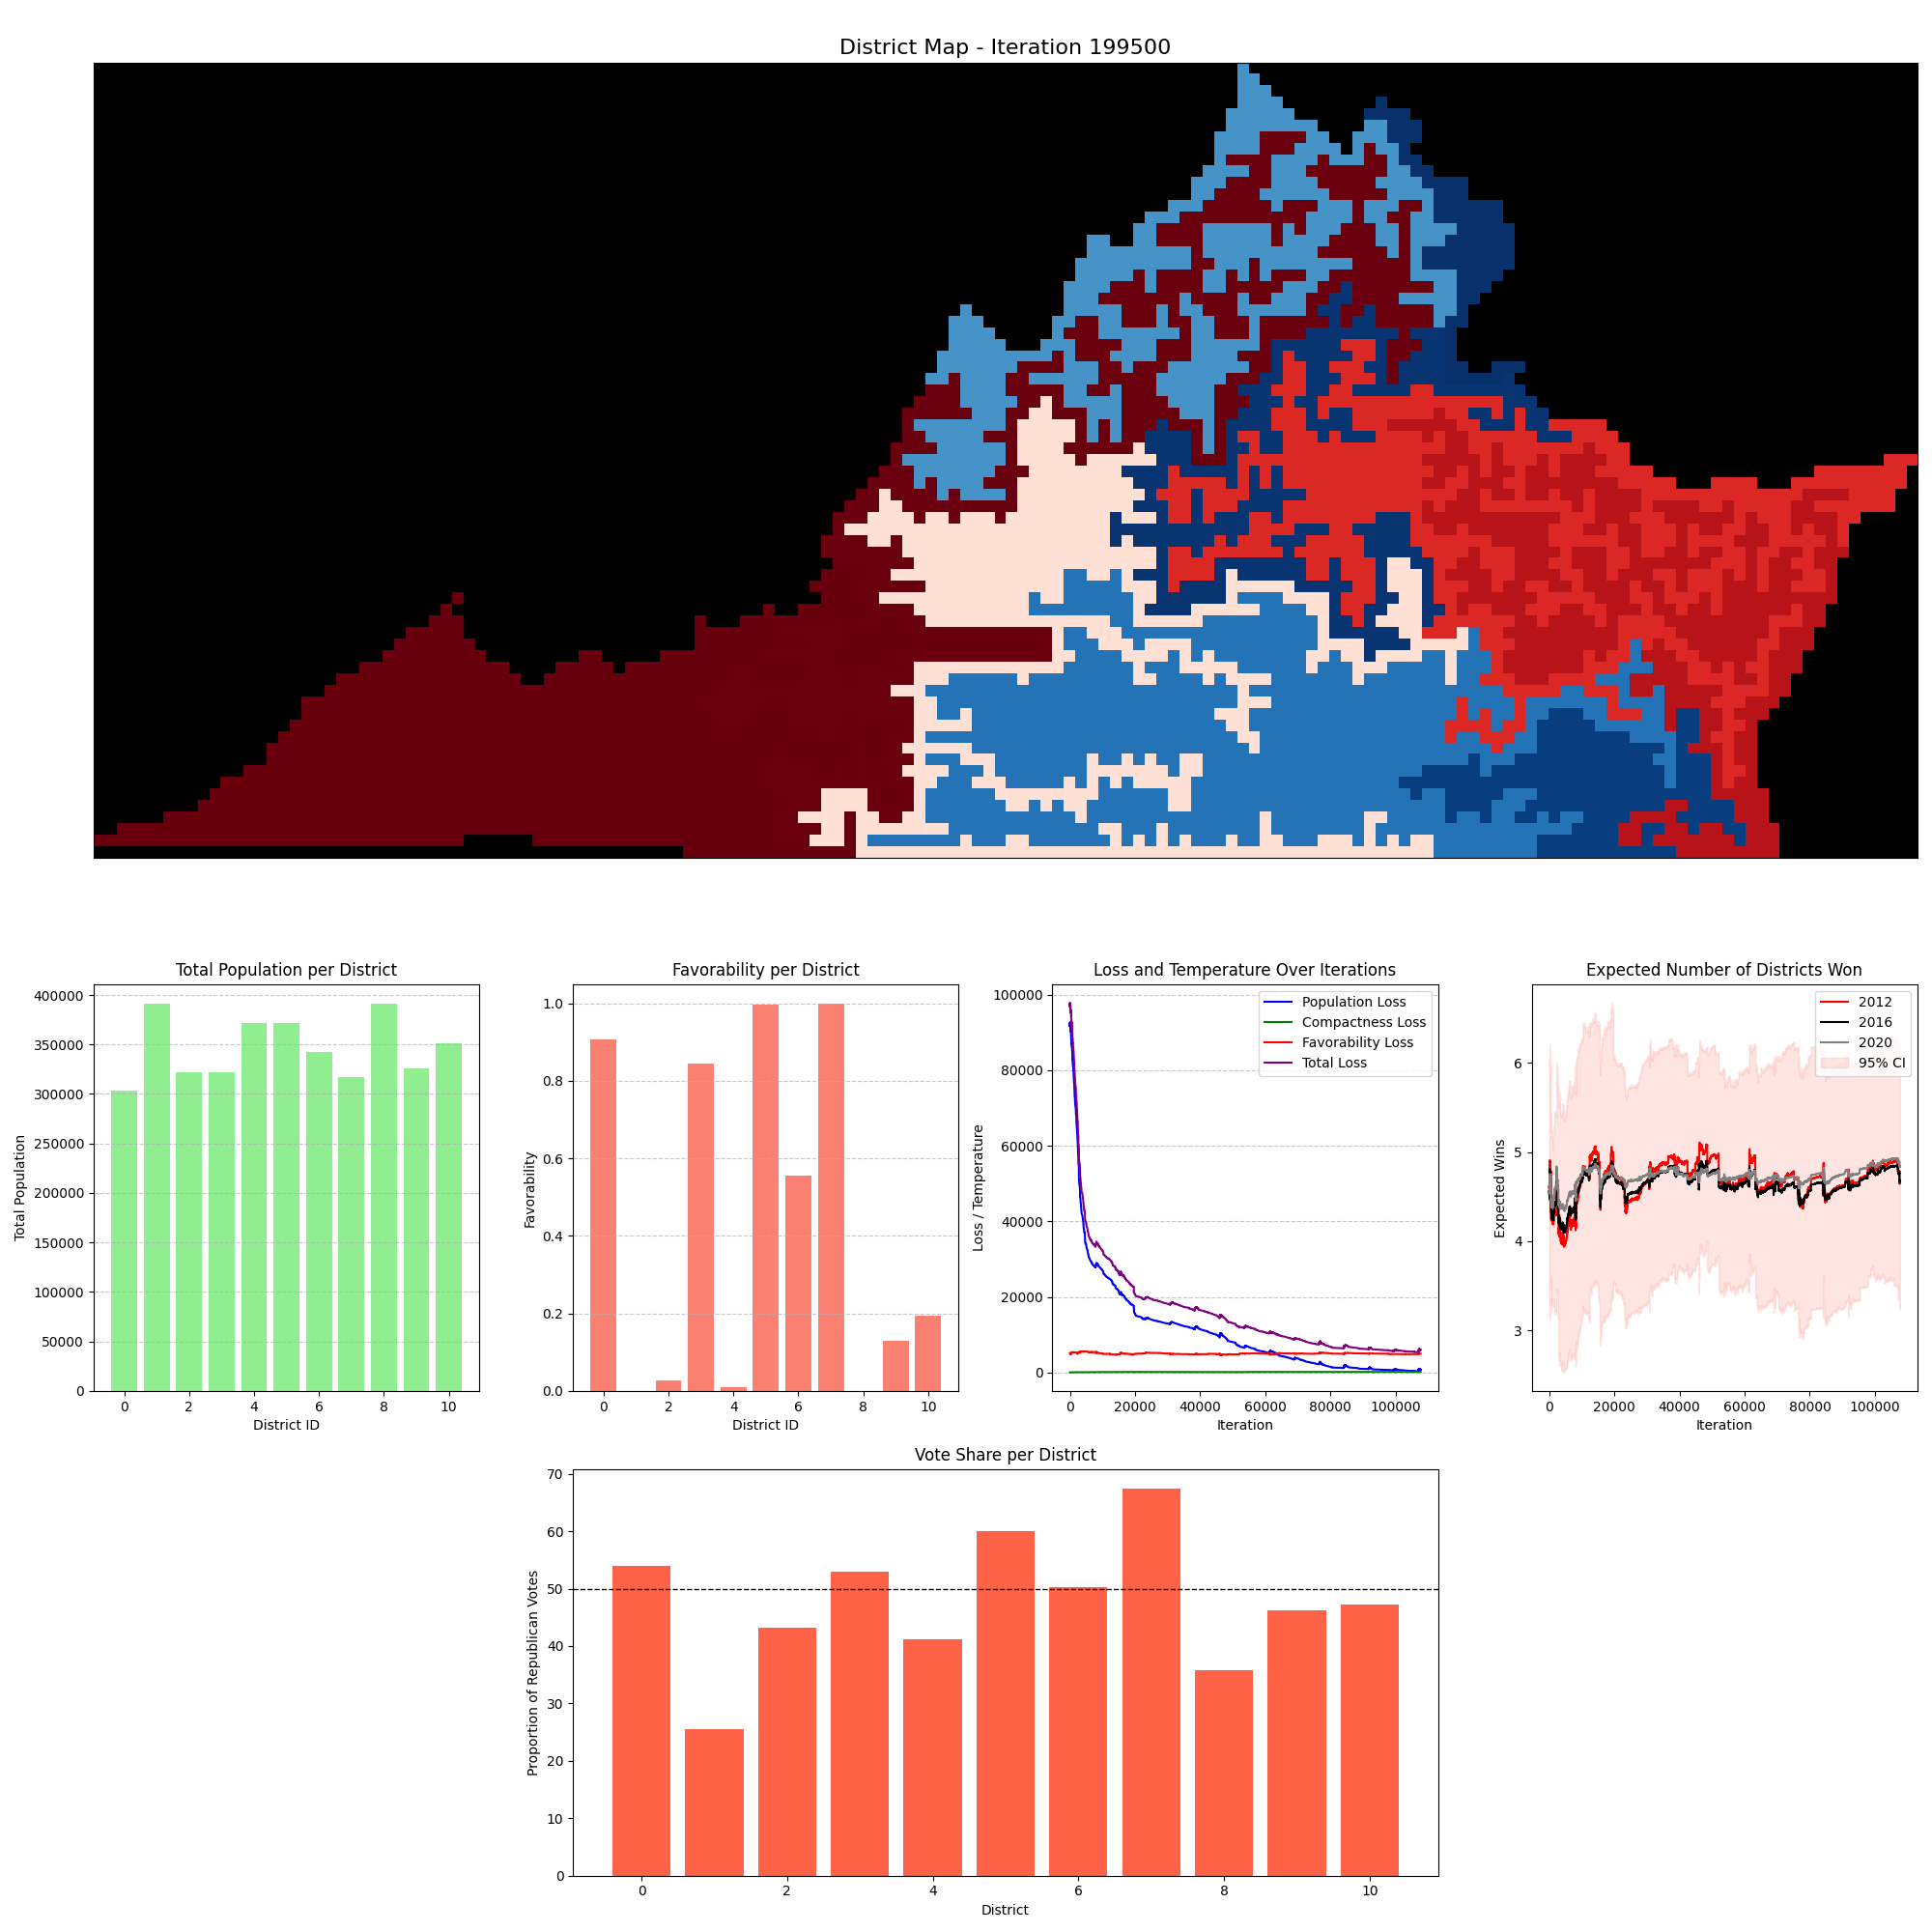 District Map - Iteration 199500
Total Population per District
Total Population
400000
350000
300000
250000
200000
150000
100000
50000
0
0 2 4 6 8 10
District ID
Favorability per District
Favorability
1.0
0.8
0.6
0.4
0.2
0.0
0 2 4 6 8 10
District ID
Loss and Temperature Over Iterations
Loss / Temperature
100000
80000
60000
40000
20000
0
Population Loss
Compactness Loss
Favorability Loss
Total Loss
0 20000 40000 60000 80000 100000
Iteration
Expected Number of Districts Won
Expected Wins
6
5
4
3
2012
2016
2020
95% CI
0 20000 40000 60000 80000 100000
Iteration
Vote Share per District
Proportion of Republican Votes
70
60
50
40
30
20
10
0
0 2 4 6 8 10
District